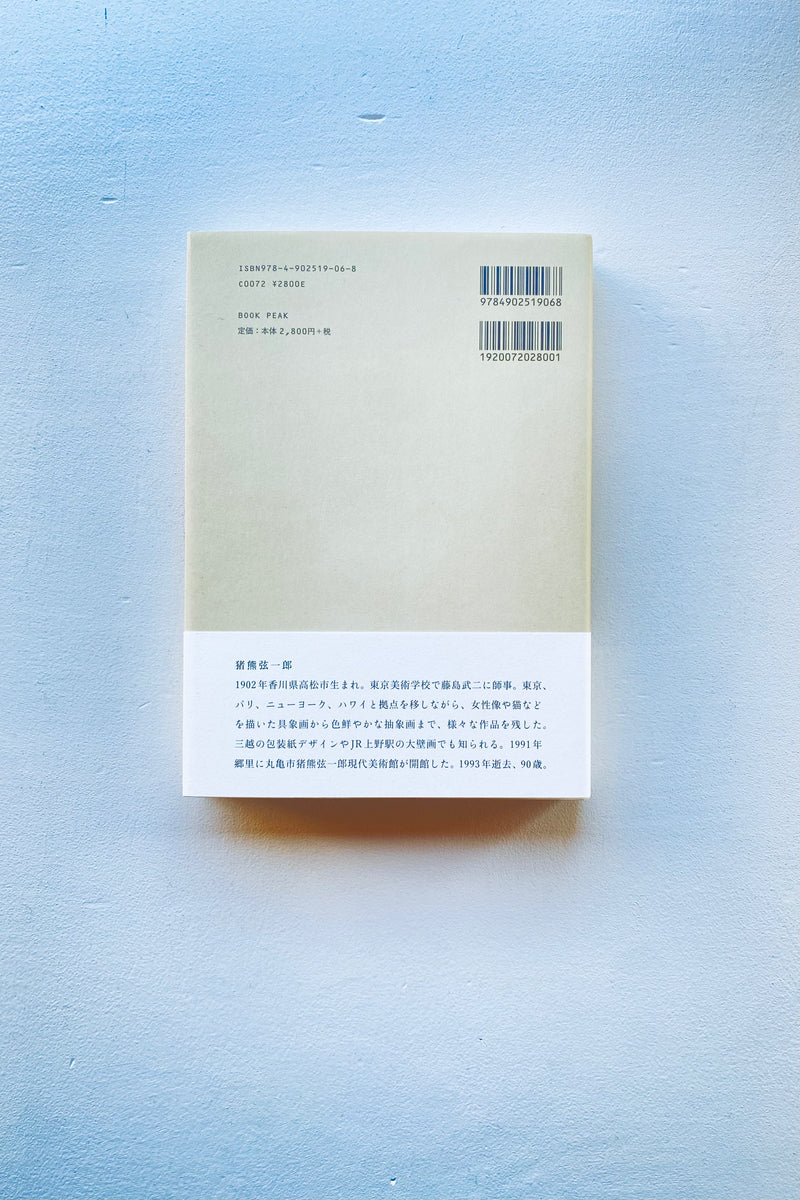 ISBN978-4-902519-06-8
C0072 ¥2800E
BOOK PEAK
定価：本体2,800円＋税
9784902519068
1920072028001
猪熊弦一郎
1902年香川県高松市生まれ。東京美術学校で藤島武二に師事。東京、
パリ、ニューヨーク、ハワイと拠点を移しながら、女性像や猫など
を描いた具象画から色鮮やかな抽象画まで、様々な作品を残した。
三越の包装紙デザインやJR上野駅の大壁画でも知られる。1991年
郷里に丸亀市猪熊弦一郎現代美術館が開館した。1993年逝去、90歳。